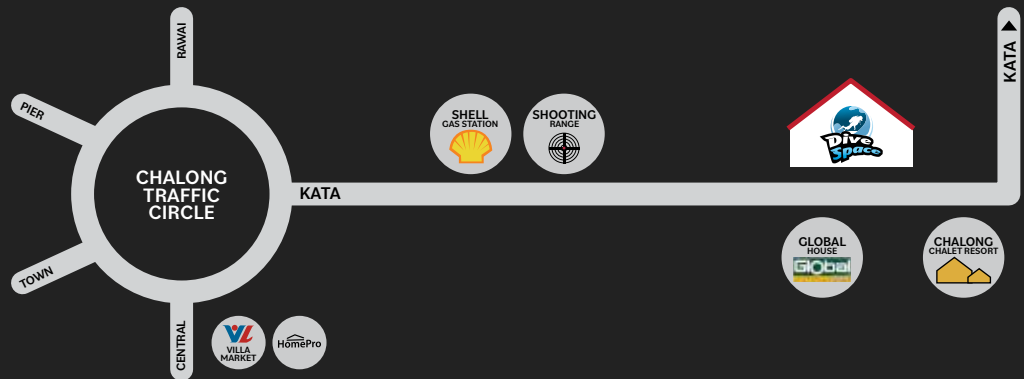 RAWAI
PIER
CHALONG
TRAFFIC
CIRCLE
TOWN
CENTRAL
VILLA
MARKET
HomePro
KATA
SHELL
GAS STATION
SHOOTING
RANGE
Dive
Space
GLOBAL
HOUSE
Global
CHALONG
CHALET RESORT
KATA